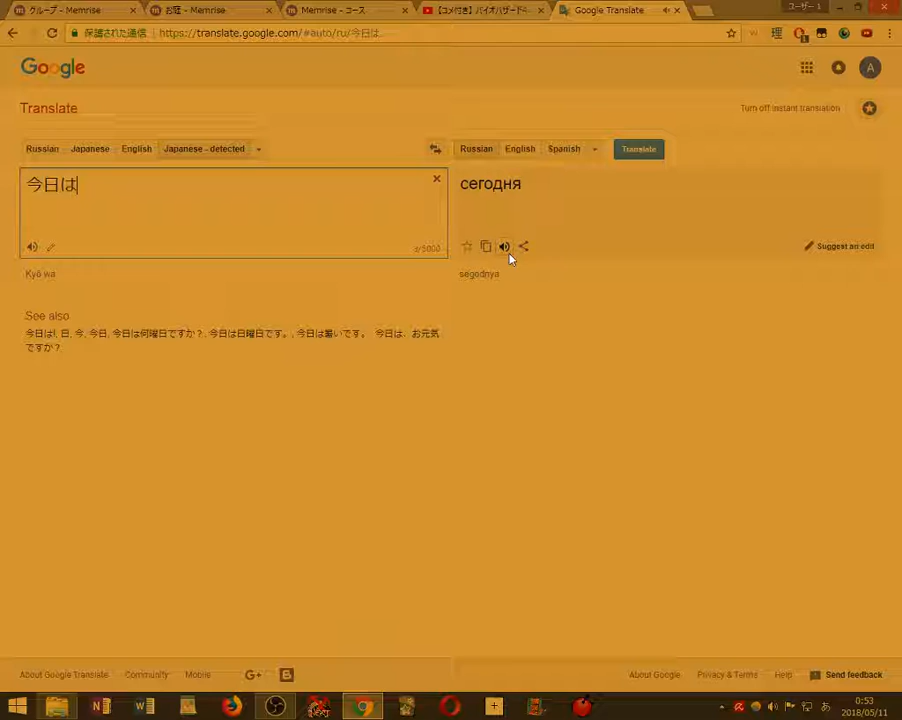 グループ - Memrise
お題 - Memrise
Memrise - コース
【コメ付き】バイオハザード
Google Translate
ユーザー 1
保護された通信 https://translate.google.com/#auto/ru/今日は
Google
A
Translate
Turn off instant translation
Russian Japanese English Japanese - detected
Russian English Spanish Translate
今日は
сегодня
3/5000
Suggest an edit
Kyō wa
segodnya
See also
今日は!, 日, 今, 今日, 今日は何曜日ですか?, 今日は日曜日です。, 今日は暑いです。 今日は、お元気
ですか?
About Google Translate Community Mobile G+ B
About Google Privacy & Terms Help Send feedback
あ
0:53
2018/05/11